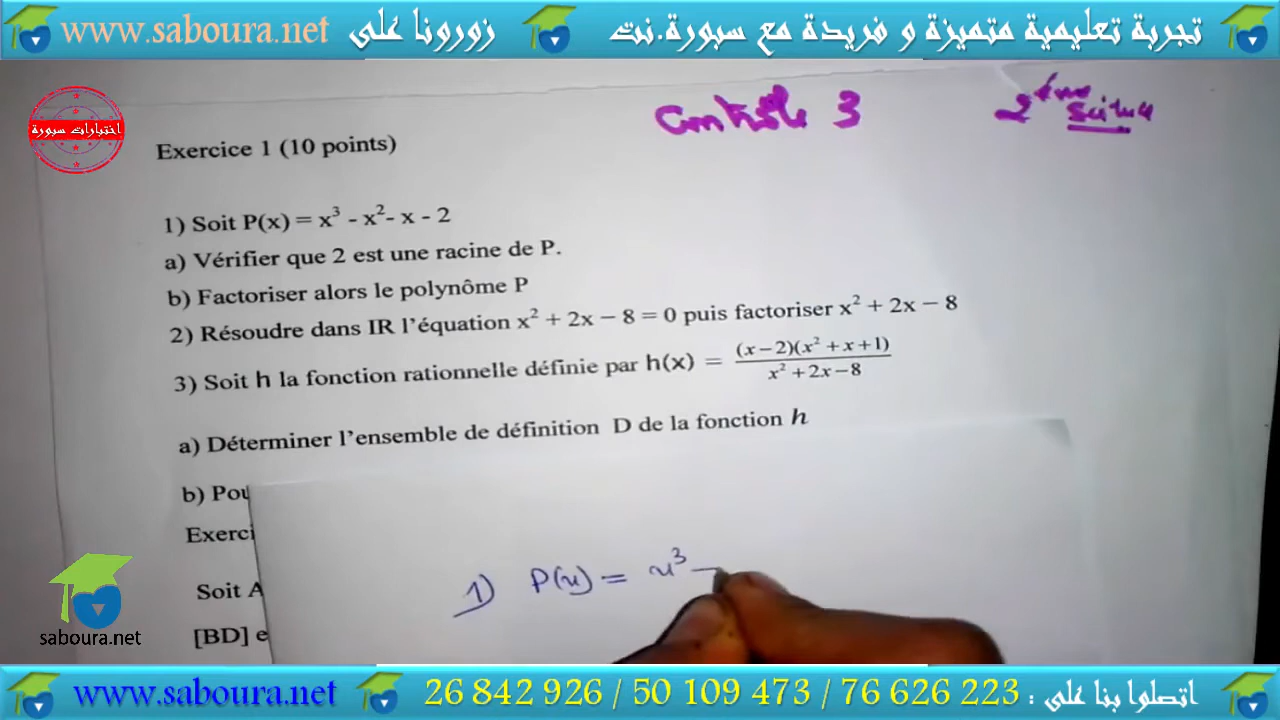 www.saboura.net تجربة تعليمية متميزة و فريدة مع سبورة.نت زورونا على
اختبارات سبورة
Contrôle 3
2ème Science
Exercice 1 (10 points)
1) Soit P(x) = x³ - x²- x - 2
a) Vérifier que 2 est une racine de P.
b) Factoriser alors le polynôme P
2) Résoudre dans IR l'équation x² + 2x − 8 = 0 puis factoriser x² + 2x − 8
3) Soit h la fonction rationnelle définie par h(x) = (x−2)(x²+x+1) / x²+2x−8
a) Déterminer l'ensemble de définition D de la fonction h
b)
1) P(x) = x³ −
Soit A
[BD] e
saboura.net
www.saboura.net 26 842 926 / 50 109 473 / 76 626 223 : اتصلوا بنا على